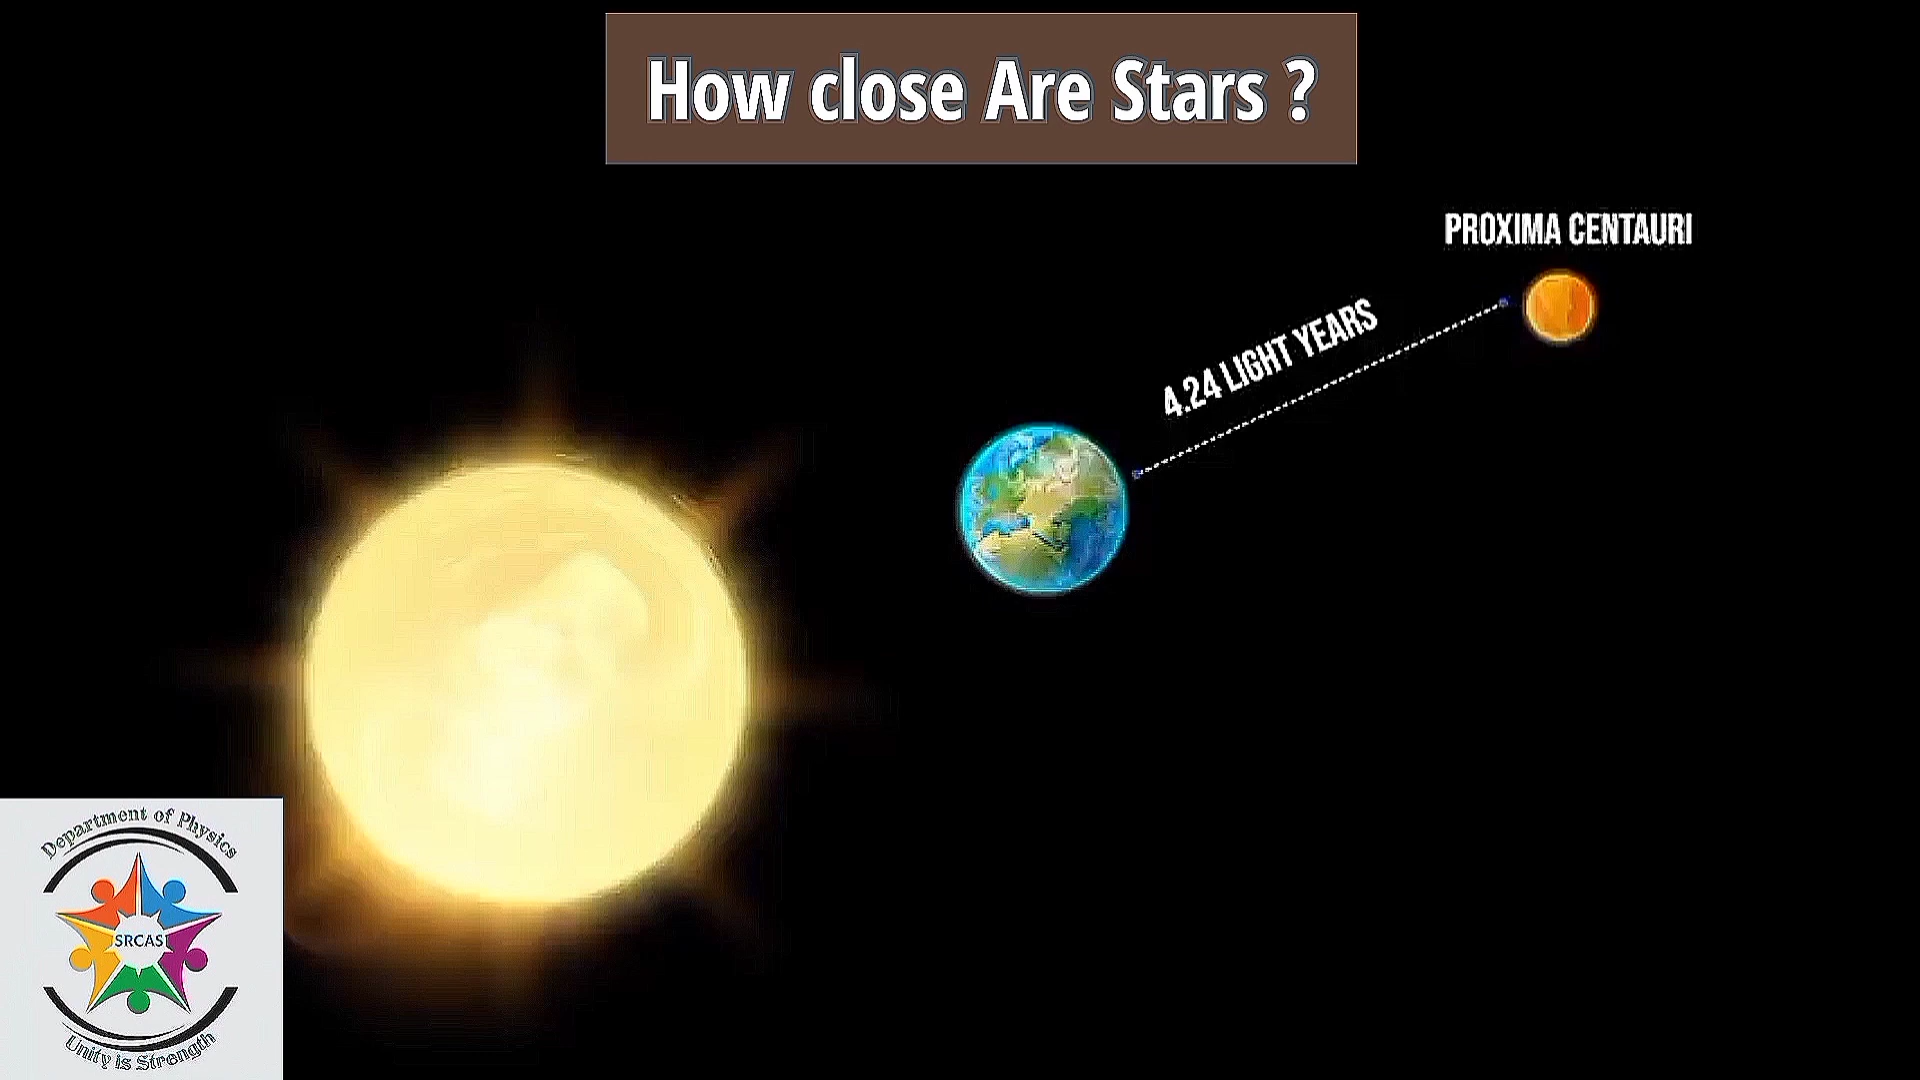 How close Are Stars ?
PROXIMA CENTAURI
4.24 LIGHT YEARS
Department of Physics
SRCAS
Unity is Strength